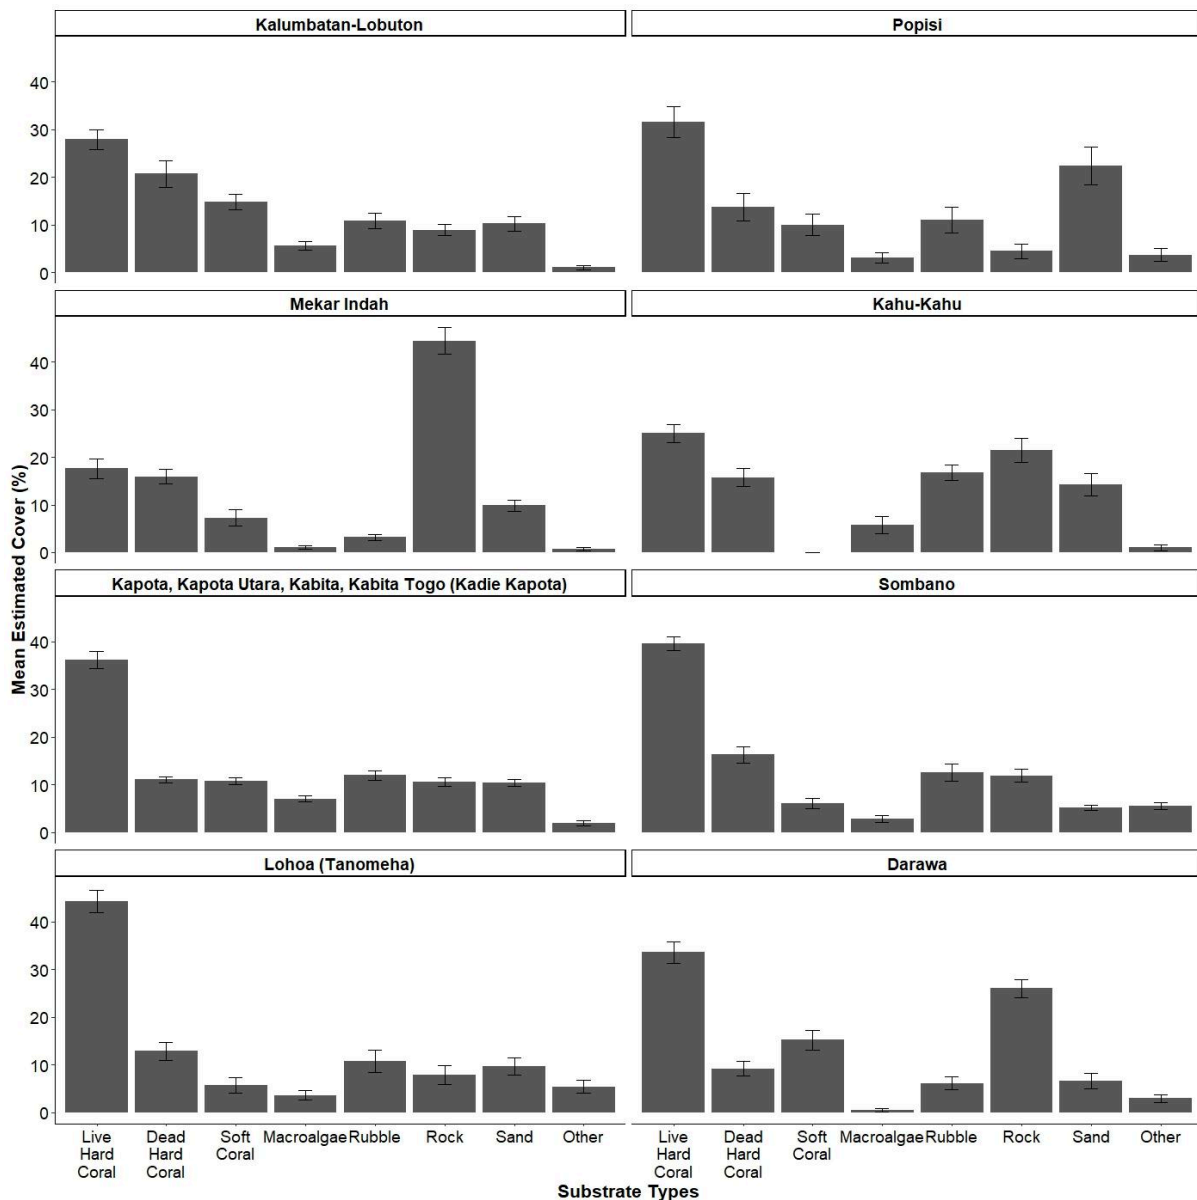 Kalumbatan-Lobuton
Popisi
40
30
20
10
0
Mekar Indah
Kahu-Kahu
40
30
20
10
0
Kapota, Kapota Utara, Kabita, Kabita Togo (Kadie Kapota)
Sombano
40
30
20
10
0
Lohoa (Tanomeha)
Darawa
40
30
20
10
0
Mean Estimated Cover (%)
Live Hard Coral
Dead Hard Coral
Soft Coral
Macroalgae
Rubble
Rock
Sand
Other
Live Hard Coral
Dead Hard Coral
Soft Coral
Macroalgae
Rubble
Rock
Sand
Other
Substrate Types